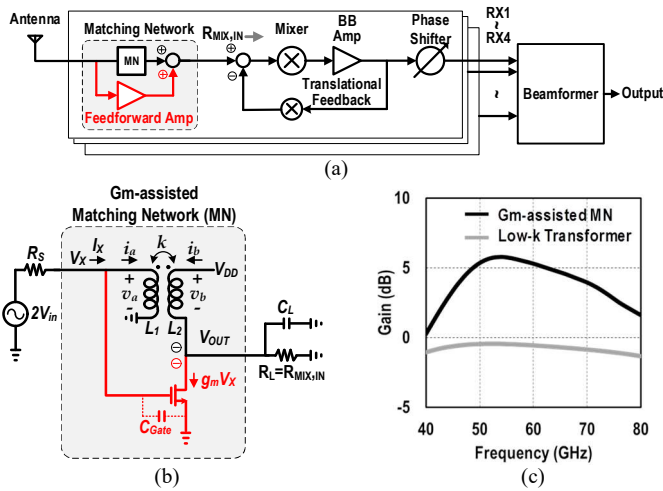 Antenna
Matching Network
MN
Feedforward Amp
R_MIX,IN
Mixer
BB
Amp
Translational
Feedback
Phase
Shifter
RX1
~
RX4
~
Beamformer
Output
(a)
(b)
Gm-assisted
Matching Network (MN)
R_S
2V_in
V_X
I_X
i_a
k
i_b
V_DD
+
v_a
-
+
v_b
-
L_1
L_2
V_OUT
C_L
R_L=R_MIX,IN
g_mV_X
C_Gate
10
5
0
-5
Gain (dB)
Gm-assisted MN
Low-k Transformer
40 50 60 70 80
Frequency (GHz)
(c)